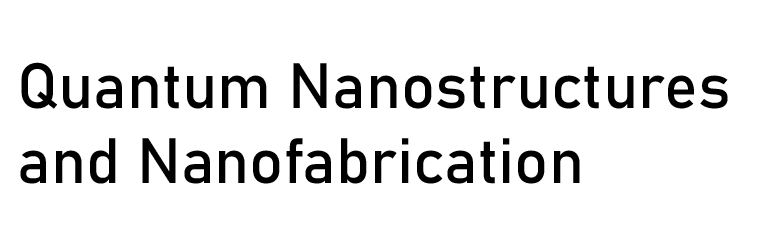 Quantum Nanostructures
and Nanofabrication